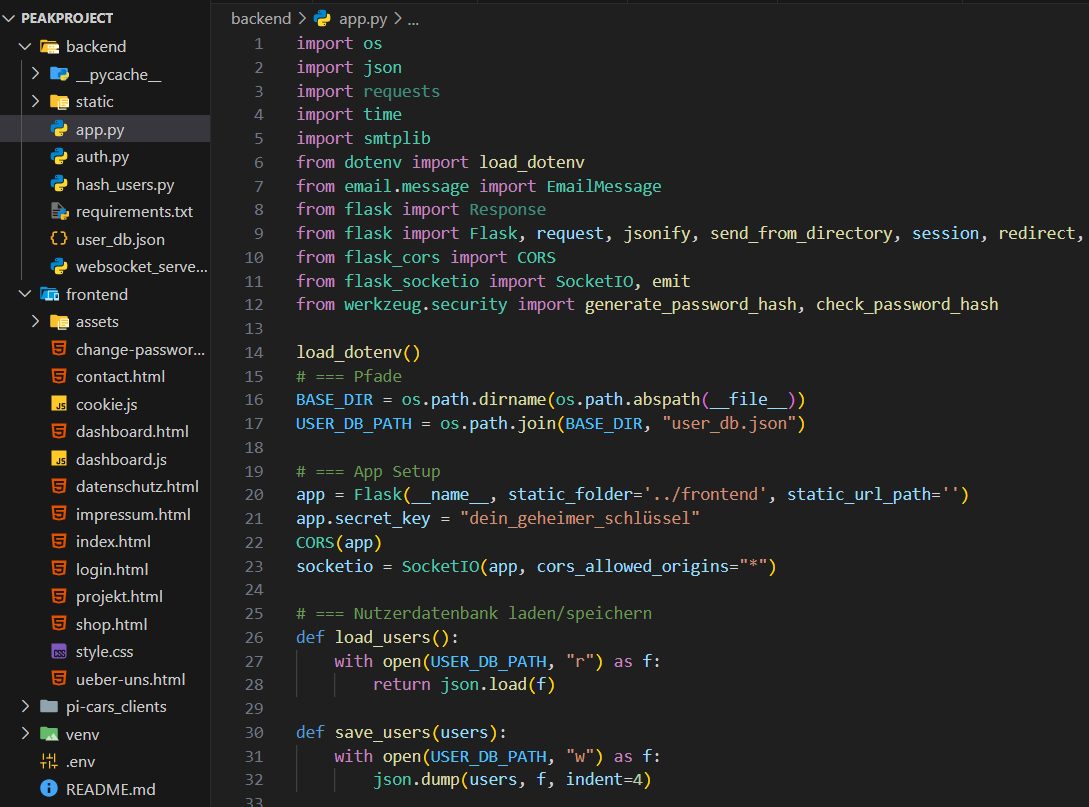 PEAKPROJECT
backend
__pycache__
static
app.py
auth.py
hash_users.py
requirements.txt
user_db.json
websocket_serve...
frontend
assets
change-passwor...
contact.html
cookie.js
dashboard.html
dashboard.js
datenschutz.html
impressum.html
index.html
login.html
projekt.html
shop.html
style.css
ueber-uns.html
pi-cars_clients
venv
.env
README.md
backend > app.py > ...
1 import os
2 import json
3 import requests
4 import time
5 import smtplib
6 from dotenv import load_dotenv
7 from email.message import EmailMessage
8 from flask import Response
9 from flask import Flask, request, jsonify, send_from_directory, session, redirect,
10 from flask_cors import CORS
11 from flask_socketio import SocketIO, emit
12 from werkzeug.security import generate_password_hash, check_password_hash
13
14 load_dotenv()
15 # === Pfade
16 BASE_DIR = os.path.dirname(os.path.abspath(__file__))
17 USER_DB_PATH = os.path.join(BASE_DIR, "user_db.json")
18
19 # === App Setup
20 app = Flask(__name__, static_folder='../frontend', static_url_path='')
21 app.secret_key = "dein_geheimer_schlüssel"
22 CORS(app)
23 socketio = SocketIO(app, cors_allowed_origins="*")
24
25 # === Nutzerdatenbank laden/speichern
26 def load_users():
27     with open(USER_DB_PATH, "r") as f:
28         return json.load(f)
29
30 def save_users(users):
31     with open(USER_DB_PATH, "w") as f:
32         json.dump(users, f, indent=4)
33